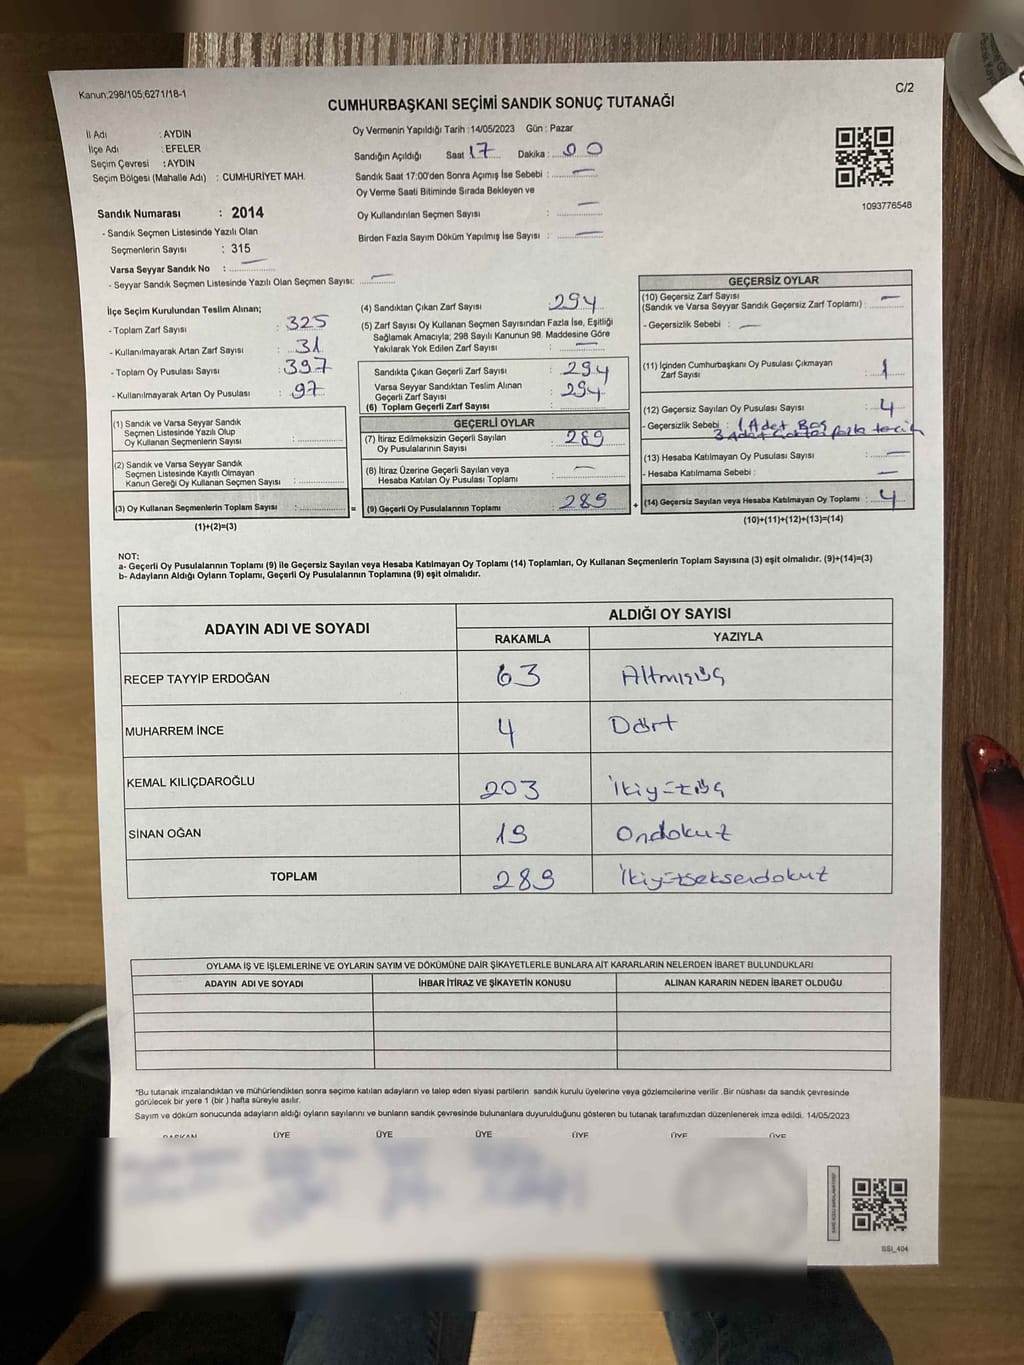 Kanun,298/105,6271/18-1
C/2
CUMHURBAŞKANI SEÇİMİ SANDIK SONUÇ TUTANAĞI
İl Adı : AYDIN
İlçe Adı : EFELER
Seçim Çevresi : AYDIN
Seçim Bölgesi (Mahalle Adı) : CUMHURİYET MAH.
Sandık Numarası : 2014
- Sandık Seçmen Listesinde Yazılı Olan
Seçmenlerin Sayısı : 315
Varsa Seyyar Sandık No : —
- Seyyar Sandık Seçmen Listesinde Yazılı Olan Seçmen Sayısı: —
Oy Vermenin Yapıldığı Tarih : 14/05/2023 Gün : Pazar
Sandığın Açıldığı Saat 17 Dakika : 00
Sandık Saat 17:00'den Sonra Açımış İse Sebebi : —
Oy Verme Saati Bitiminde Sırada Bekleyen ve
Oy Kullandırılan Seçmen Sayısı : —
Birden Fazla Sayım Döküm Yapılmış İse Sayısı : —
1093776548
İlçe Seçim Kurulundan Teslim Alınan;
- Toplam Zarf Sayısı : 325
- Kullanılmayarak Artan Zarf Sayısı : 31
- Toplam Oy Pusulası Sayısı : 397
- Kullanılmayarak Artan Oy Pusulası : 97
(1) Sandık ve Varsa Seyyar Sandık
Seçmen Listesinde Yazılı Olup
Oy Kullanan Seçmenlerin Sayısı :
(2) Sandık ve Varsa Seyyar Sandık
Seçmen Listesinde Kayıtlı Olmayan
Kanun Gereği Oy Kullanan Seçmen Sayısı :
(3) Oy Kullanan Seçmenlerin Toplam Sayısı : =
(1)+(2)=(3)
(4) Sandıktan Çıkan Zarf Sayısı 294
(5) Zarf Sayısı Oy Kullanan Seçmen Sayısından Fazla İse, Eşitliği
Sağlamak Amacıyla; 298 Sayılı Kanunun 98. Maddesine Göre
Yakılarak Yok Edilen Zarf Sayısı : —
Sandıkta Çıkan Geçerli Zarf Sayısı : 294
Varsa Seyyar Sandıktan Teslim Alınan
Geçerli Zarf Sayısı : 294
(6) Toplam Geçerli Zarf Sayısı :
GEÇERLİ OYLAR
(7) İtiraz Edilmeksizin Geçerli Sayılan
Oy Pusulasının Sayısı : 289
(8) İtiraz Üzerine Geçerli Sayılan veya
Hesaba Katılan Oy Pusulası Toplamı : —
(9) Geçerli Oy Pusulalarının Toplamı : 289 +
GEÇERSİZ OYLAR
(10) Geçersiz Zarf Sayısı
(Sandık ve Varsa Seyyar Sandık Geçersiz Zarf Toplamı) : —
- Geçersizlik Sebebi : —
(11) İçinden Cumhurbaşkanı Oy Pusulası Çıkmayan
Zarf Sayısı : 1
(12) Geçersiz Sayılan Oy Pusulası Sayısı : 4
- Geçersizlik Sebebi : 1 Adet Boş
3 Adet fazla tercih
(13) Hesaba Katılmayan Oy Pusulası Sayısı : —
- Hesaba Katılmama Sebebi : —
(14) Geçersiz Sayılan veya Hesaba Katılmayan Oy Toplamı : 4
(10)+(11)+(12)+(13)=(14)
NOT:
a- Geçerli Oy Pusulalarının Toplamı (9) ile Geçersiz Sayılan veya Hesaba Katılmayan Oy Toplamı (14) Toplamları, Oy Kullanan Seçmenlerin Toplam Sayısına (3) eşit olmalıdır. (9)+(14)=(3)
b- Adayların Aldığı Oyların Toplamı, Geçerli Oy Pusulalarının Toplamına (9) eşit olmalıdır.
ADAYIN ADI VE SOYADI
ALDIĞI OY SAYISI
RAKAMLA YAZIYLA
RECEP TAYYİP ERDOĞAN 63 Altmışüç
MUHARREM İNCE 4 Dört
KEMAL KILIÇDAROĞLU 203 İkiyüzüç
SİNAN OĞAN 19 Ondokuz
TOPLAM 289 İkiyüzseksendokuz
OYLAMA İŞ VE İŞLEMLERİNE VE OYLARIN SAYIM VE DÖKÜMÜNE DAİR ŞİKAYETLERLE BUNLARA AİT KARARLARIN NELERDEN İBARET BULUNDUKLARI
ADAYIN ADI VE SOYADI İHBAR İTİRAZ VE ŞİKAYETİN KONUSU ALINAN KARARIN NEDEN İBARET OLDUĞU
*Bu tutanak imzalandıktan ve mühürlendikten sonra seçime katılan adayların ve talep eden siyasi partilerin sandık kurulu üyelerine veya gözlemcilerine verilir .Bir nüshası da sandık çevresinde
görülecek bir yere 1 (bir ) hafta süreyle asılır.
Sayım ve döküm sonucunda adayların aldığı oyların sayılarını ve bunların sandık çevresinde bulunanlara duyurulduğunu gösteren bu tutanak tarafımızdan düzenlenerek imza edildi. 14/05/2023
BAŞKAN ÜYE ÜYE ÜYE ÜYE ÜYE ÜYE
SSI_404